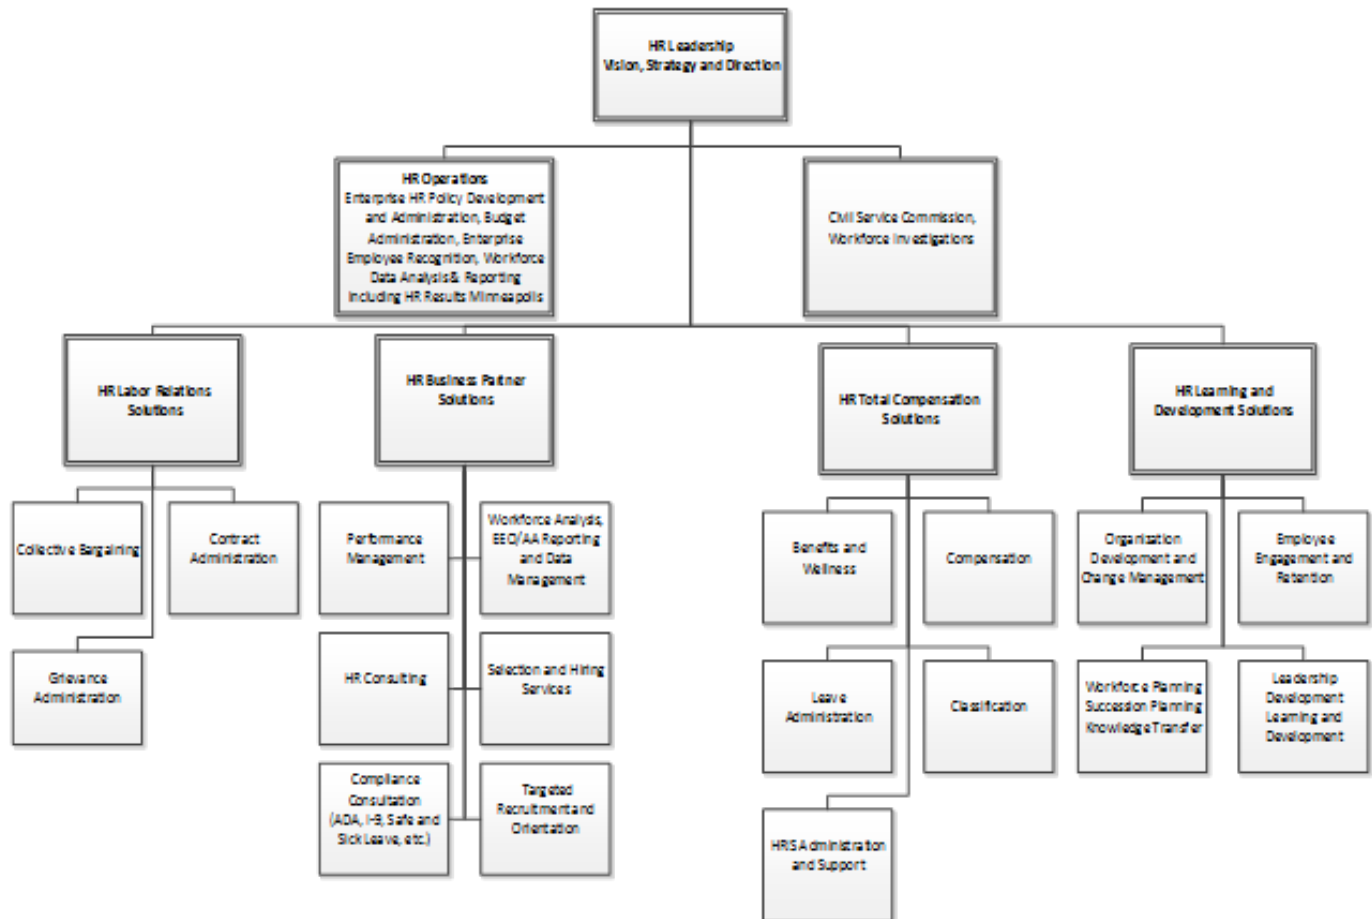 HR Leadership
Vision, Strategy and Direction
HR Operations
Enterprise HR Policy Development
and Administration, Budget
Administration, Enterprise
Employee Recognition, Workforce
Data Analysis & Reporting
including HR Results Minneapolis
Civil Service Commission,
Workforce Investigations
HR Labor Relations
Solutions
HR Business Partner
Solutions
HR Total Compensation
Solutions
HR Learning and
Development Solutions
Collective Bargaining
Contract
Administration
Grievance
Administration
Performance
Management
Workforce Analysis,
EEO/AA Reporting
and Data
Management
HR Consulting
Selection and Hiring
Services
Compliance
Consultation
(ADA, I-9, Safe and
Sick Leave, etc.)
Targeted
Recruitment and
Orientation
Benefits and
Wellness
Compensation
Leave
Administration
Classification
HRIS Administration
and Support
Organization
Development and
Change Management
Employee
Engagement and
Retention
Workforce Planning
Succession Planning
Knowledge Transfer
Leadership
Development
Learning and
Development